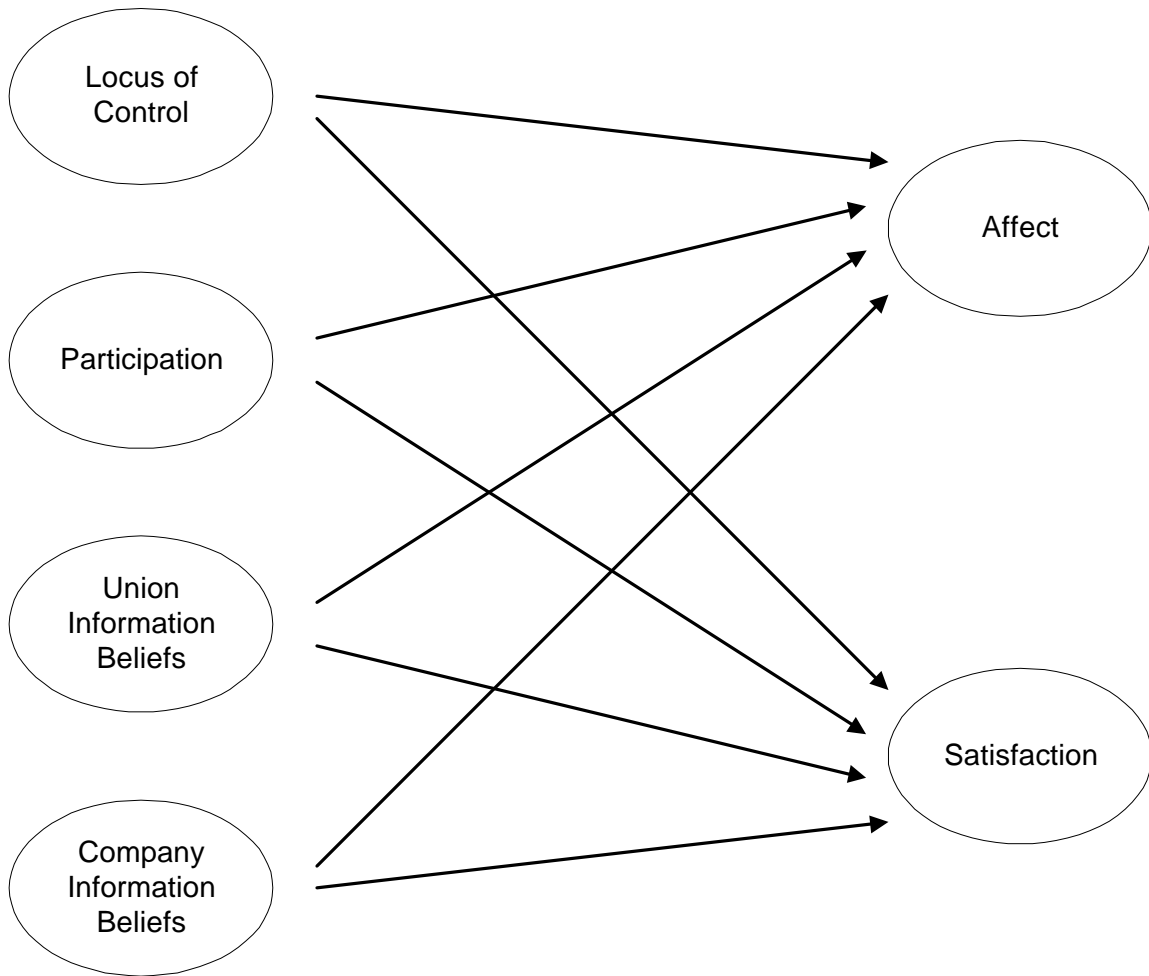 Locus of
Control
Affect
Participation
Union
Information
Beliefs
Satisfaction
Company
Information
Beliefs